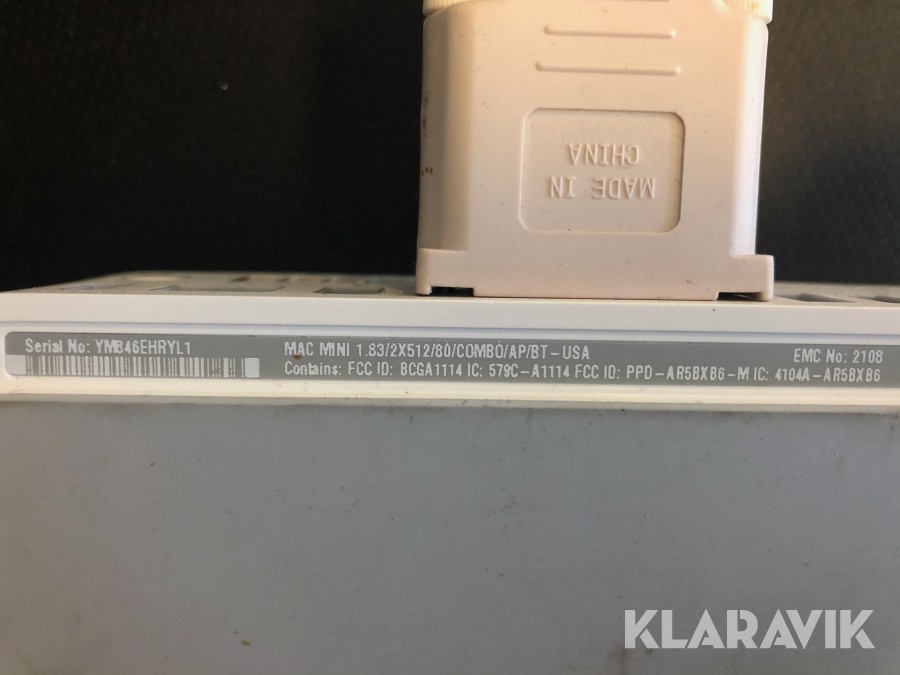 MADE IN
CHINA
Serial No: YM846EHRYL1
MAC MINI 1.83/2X512/80/COMBO/AP/BT-USA
EMC No: 2108
Contains: FCC ID: BCGA1114 IC: 579C-A1114 FCC ID: PPD-AR5BXB6-M IC: 4104A-AR5BXB6
KLARAVIK